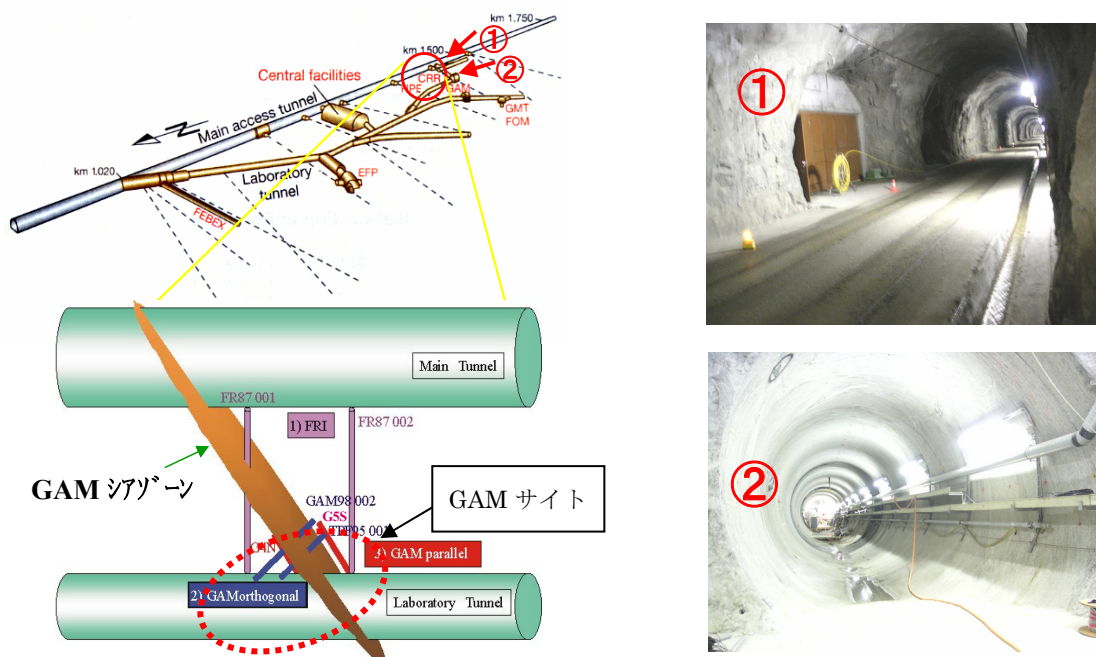 km 1.750
km 1.500
①
②
CRR
PIPE
GAM
GMT
FOM
Central facilities
Main access tunnel
N
km 1.020
Laboratory
tunnel
EFP
FEBEX
①
Main Tunnel
FR87 001
1) FRI
FR87 002
GAM ｼｱｿﾞｰﾝ
GAM サイト
GAM98 002
G5S
3) GAM parallel
2) GAMorthogonal
Laboratory Tunnel
②